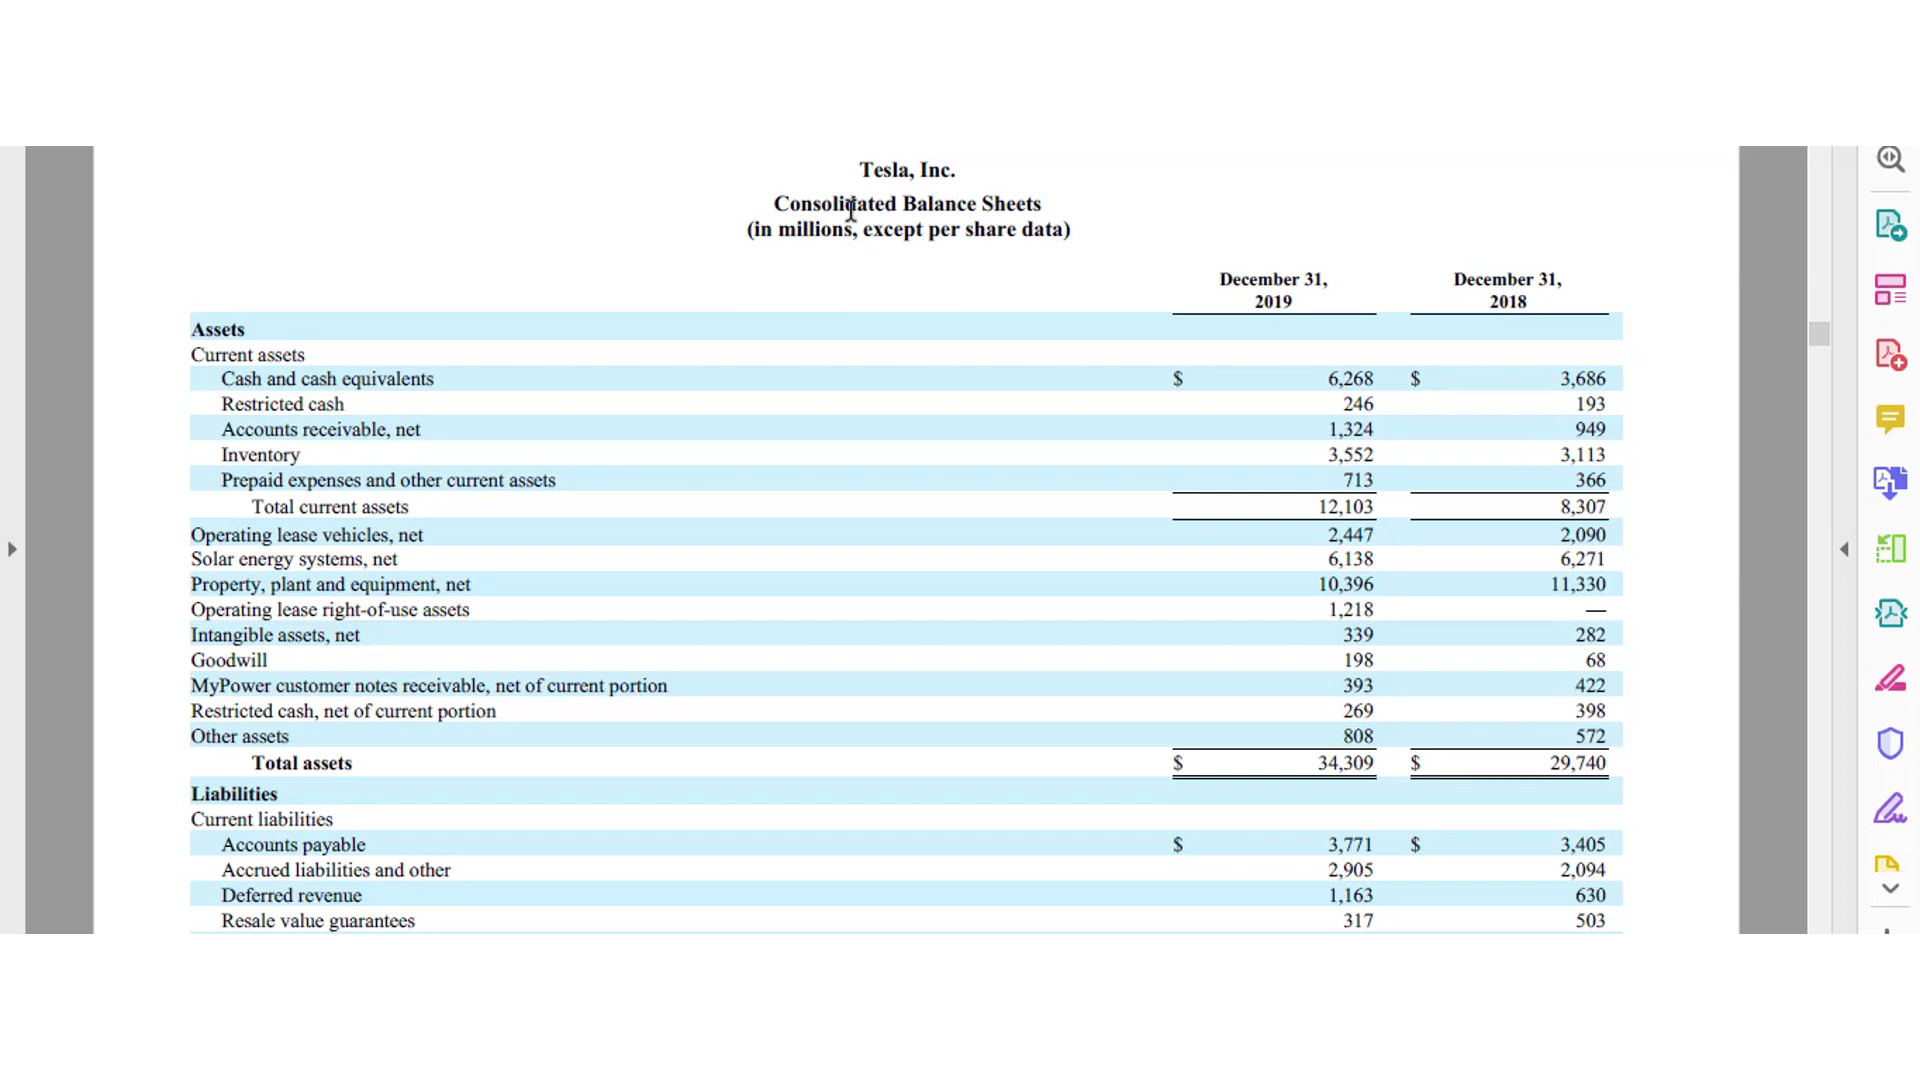 Tesla, Inc.
Consolidated Balance Sheets
(in millions, except per share data)
December 31, 2019 December 31, 2018
Assets
Current assets
Cash and cash equivalents $ 6,268 $ 3,686
Restricted cash 246 193
Accounts receivable, net 1,324 949
Inventory 3,552 3,113
Prepaid expenses and other current assets 713 366
Total current assets 12,103 8,307
Operating lease vehicles, net 2,447 2,090
Solar energy systems, net 6,138 6,271
Property, plant and equipment, net 10,396 11,330
Operating lease right-of-use assets 1,218 —
Intangible assets, net 339 282
Goodwill 198 68
MyPower customer notes receivable, net of current portion 393 422
Restricted cash, net of current portion 269 398
Other assets 808 572
Total assets $ 34,309 $ 29,740
Liabilities
Current liabilities
Accounts payable $ 3,771 $ 3,405
Accrued liabilities and other 2,905 2,094
Deferred revenue 1,163 630
Resale value guarantees 317 503